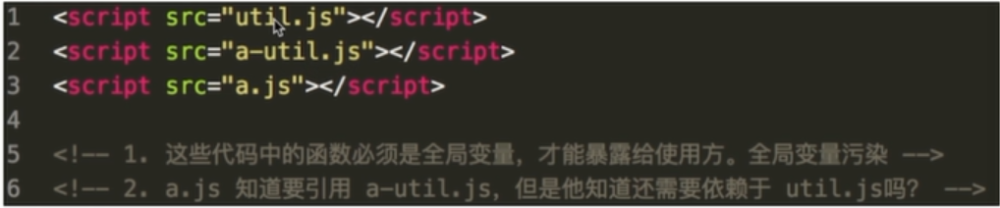 1 <script src="util.js"></script>
2 <script src="a-util.js"></script>
3 <script src="a.js"></script>
4
5 <!-- 1. 这些代码中的函数必须是全局变量，才能暴露给使用方。全局变量污染 -->
6 <!-- 2. a.js 知道要引用 a-util.js，但是他知道还需要依赖于 util.js吗？ -->